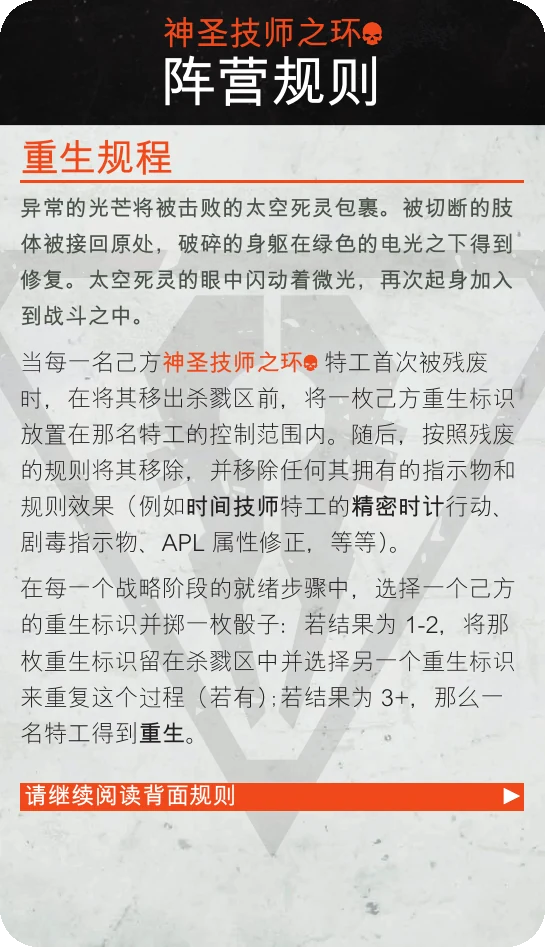 神圣技师之环
阵营规则
重生规程
异常的光芒将被击败的太空死灵包裹。被切断的肢
体被接回原处，破碎的身躯在绿色的电光之下得到
修复。太空死灵的眼中闪动着微光，再次起身加入
到战斗之中。
当每一名己方神圣技师之环 特工首次被残废
时，在将其移出杀戮区前，将一枚己方重生标识
放置在那名特工的控制范围内。随后，按照残废
的规则将其移除，并移除任何其拥有的指示物和
规则效果（例如时间技师特工的精密时计行动、
剧毒指示物、APL 属性修正，等等）。
在每一个战略阶段的就绪步骤中，选择一个己方
的重生标识并掷一枚骰子：若结果为 1-2，将那
枚重生标识留在杀戮区中并选择另一个重生标识
来重复这个过程（若有）；若结果为 3+，那么一
名特工得到重生。
请继续阅读背面规则